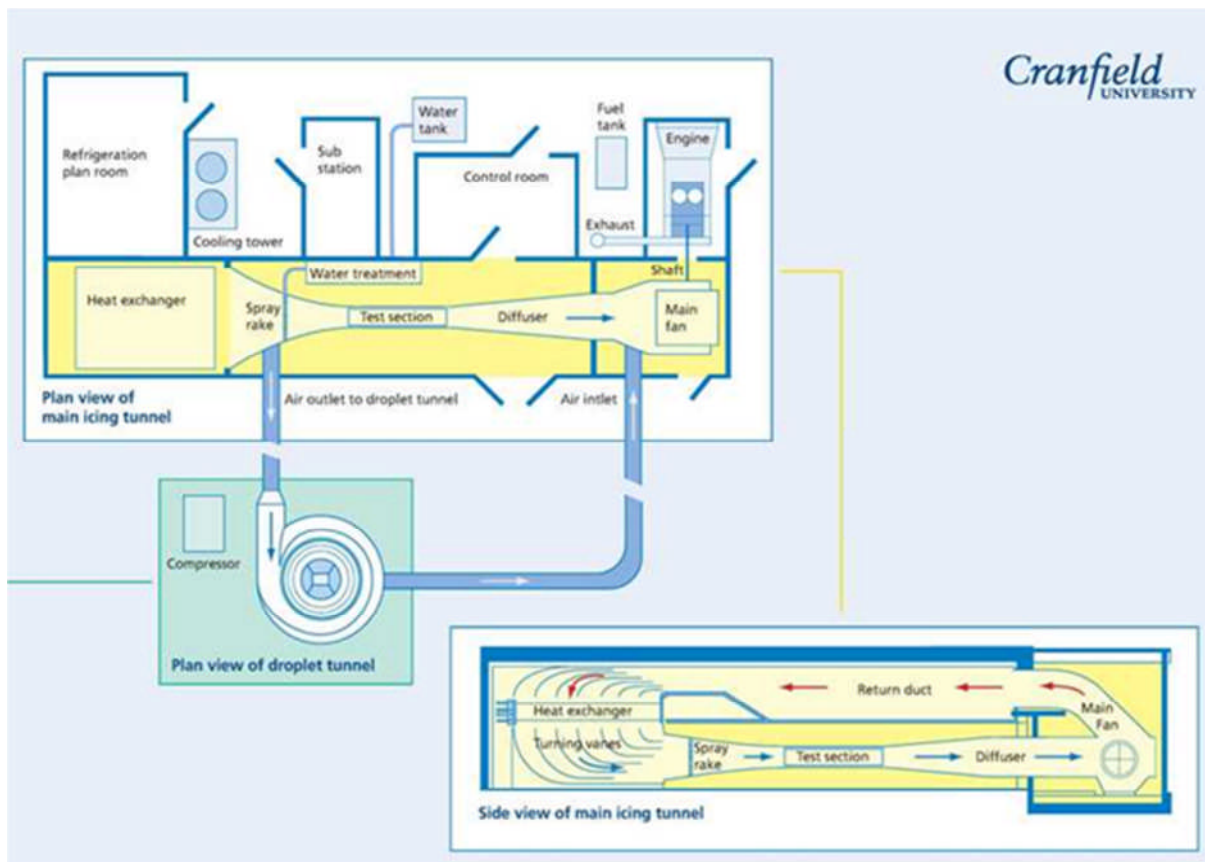 Cranfield
UNIVERSITY
Refrigeration
plan room
Cooling tower
Sub
station
Water
tank
Control room
Fuel
tank
Engine
Exhaust
Shaft
Heat exchanger
Spray
rake
Water treatment
Test section
Diffuser
Main
fan
Plan view of
main icing tunnel
Air outlet to droplet tunnel
Air intlet
Compressor
Plan view of droplet tunnel
Return duct
Main
Fan
Heat exchanger
Turning vanes
Spray
rake
Test section
Diffuser
Side view of main icing tunnel